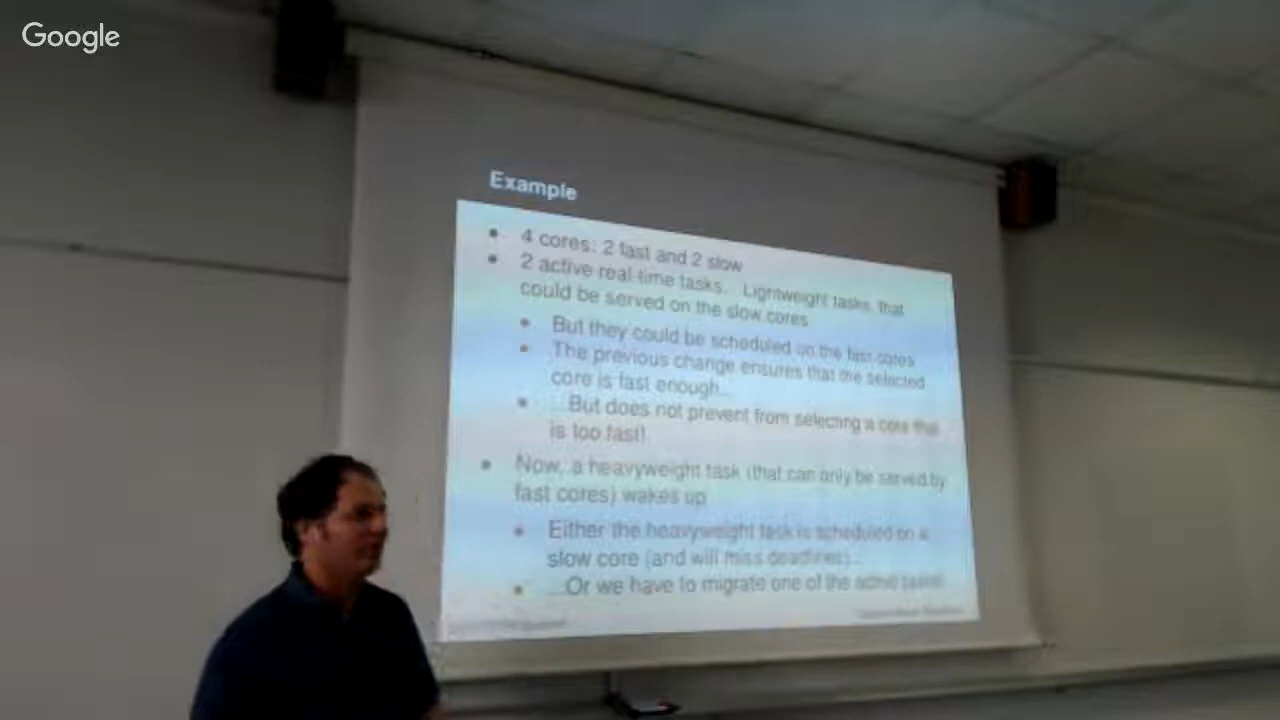 Google
Example
• 4 cores: 2 fast and 2 slow
• 2 active real-time tasks. Lightweight tasks, that
could be served on the slow cores
• But they could be scheduled on the fast cores
• The previous change ensures that the selected
core is fast enough...
• ...But does not prevent from selecting a core that
is too fast!
• Now, a heavyweight task (that can only be served by
fast cores) wakes up
• Either the heavyweight task is scheduled on a
slow core (and will miss deadlines)...
• ...Or we have to migrate one of the active tasks!